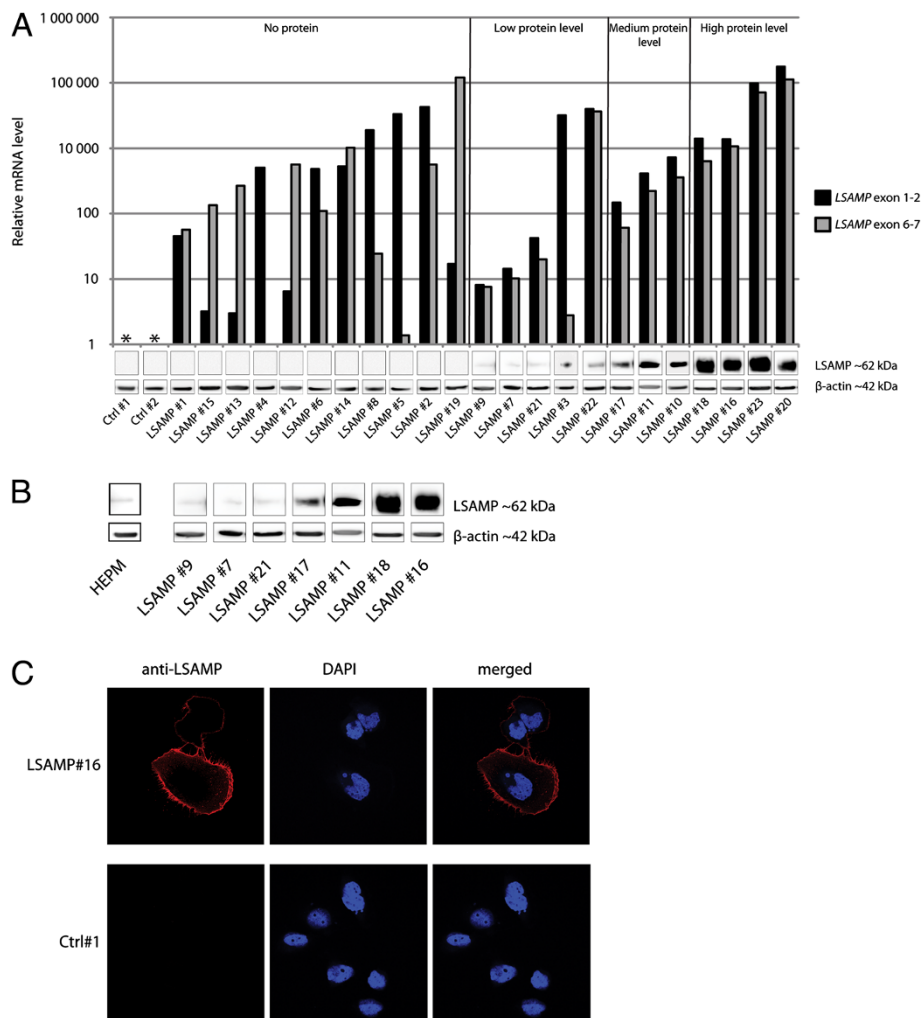 A
No protein
Low protein level
Medium protein level
High protein level
Relative mRNA level
1 000 000
100 000
10 000
1000
100
10
1
LSAMP exon 1-2
LSAMP exon 6-7
* *
LSAMP ~62 kDa
β-actin ~42 kDa
Ctrl #1
Ctrl #2
LSAMP #1
LSAMP #15
LSAMP #13
LSAMP #4
LSAMP #12
LSAMP #6
LSAMP #14
LSAMP #8
LSAMP #5
LSAMP #2
LSAMP #19
LSAMP #9
LSAMP #7
LSAMP #21
LSAMP #3
LSAMP #22
LSAMP #17
LSAMP #11
LSAMP #10
LSAMP #18
LSAMP #16
LSAMP #23
LSAMP #20
B
LSAMP ~62 kDa
β-actin ~42 kDa
HEPM
LSAMP #9
LSAMP #7
LSAMP #21
LSAMP #17
LSAMP #11
LSAMP #18
LSAMP #16
C
anti-LSAMP
DAPI
merged
LSAMP#16
Ctrl#1